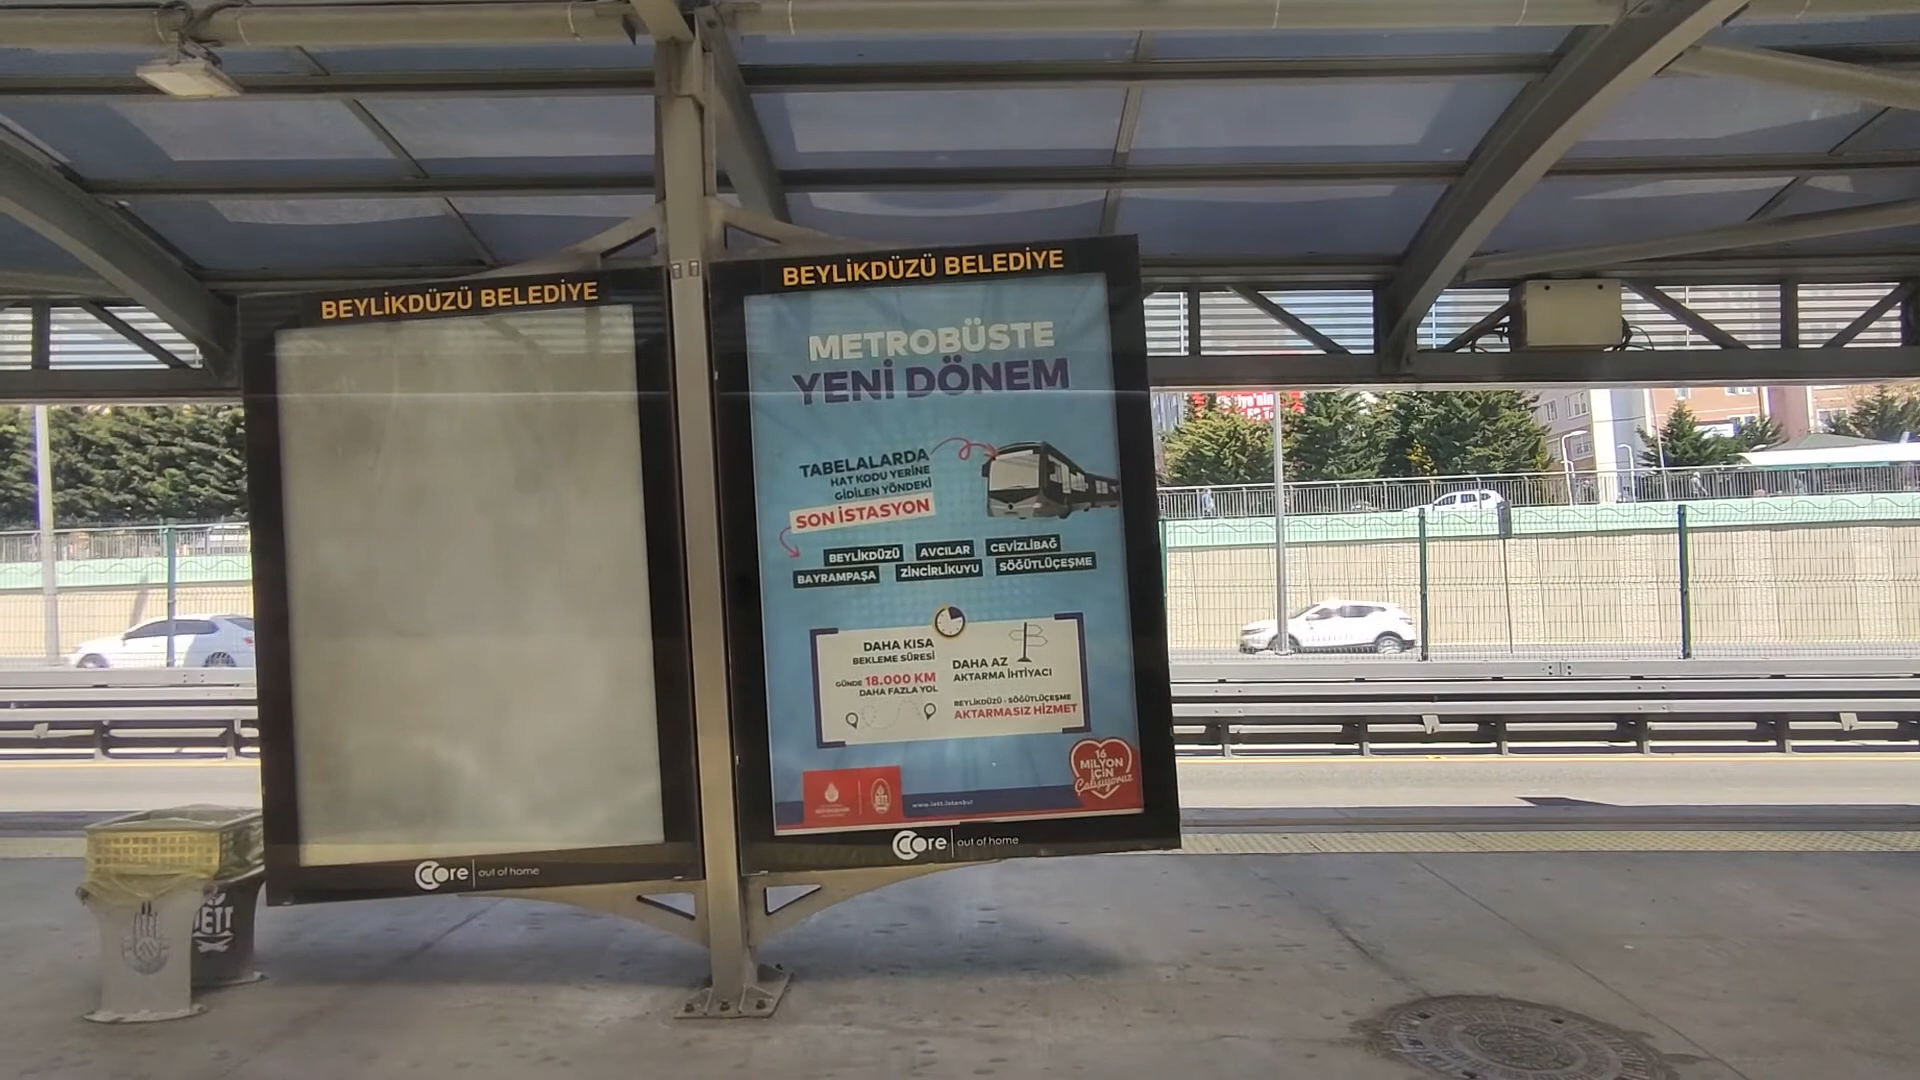 BEYLİKDÜZÜ BELEDİYE
Core out of home
BEYLİKDÜZÜ BELEDİYE
METROBÜSTE
YENİ DÖNEM
TABELALARDA
HAT KODU YERİNE
GİDİLEN YÖNDEKİ
SON İSTASYON
BEYLİKDÜZÜ AVCILAR CEVİZLİBAĞ
BAYRAMPAŞA ZİNCİRLİKUYU SÖĞÜTLÜÇEŞME
DAHA KISA
BEKLEME SÜRESİ
GÜNDE 18.000 KM
DAHA FAZLA YOL
DAHA AZ
AKTARMA İHTİYACI
BEYLİKDÜZÜ - SÖĞÜTLÜÇEŞME
AKTARMASIZ HİZMET
16
MİLYON
İÇİN
Çalışıyoruz
İETT
www.iett.istanbul
Core out of home
İETT